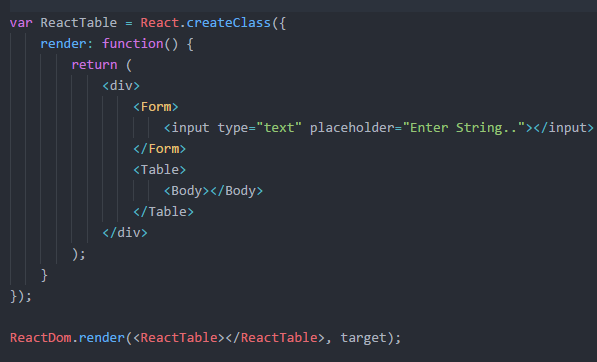 var ReactTable = React.createClass({
    render: function() {
        return (
            <div>
                <Form>
                    <input type="text" placeholder="Enter String.."></input>
                </Form>
                <Table>
                    <Body></Body>
                </Table>
            </div>
        );
    }
});

ReactDom.render(<ReactTable></ReactTable>, target);